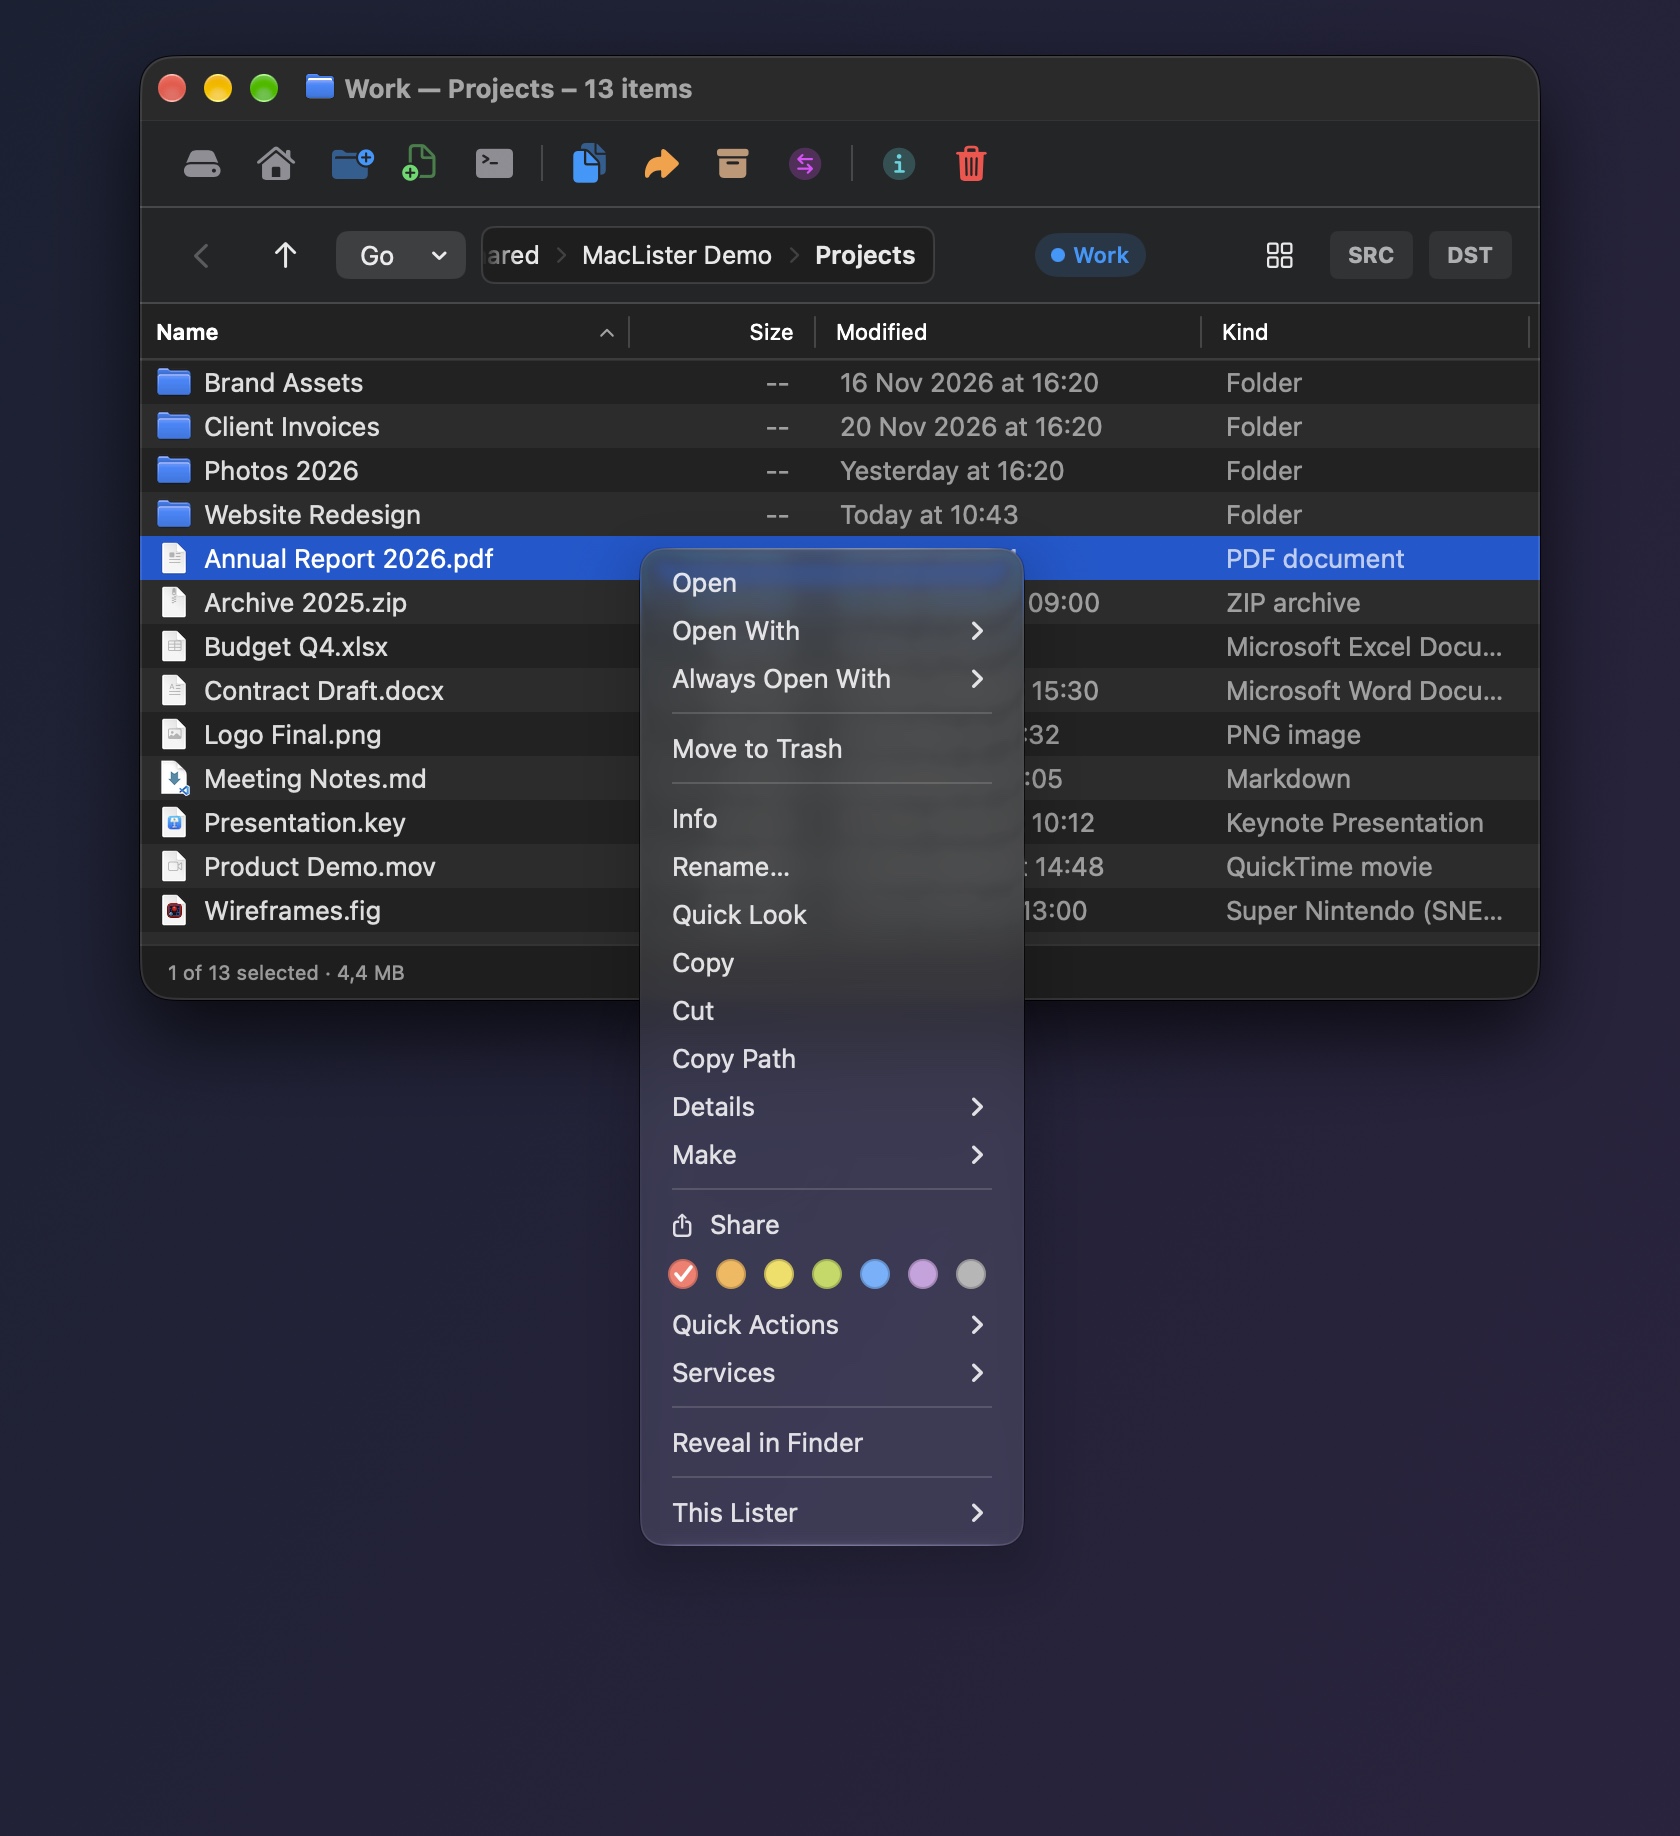 Work — Projects – 13 items
Go
ared > MacLister Demo > Projects
Work
SRC
DST
Name Size Modified Kind
Brand Assets -- 16 Nov 2026 at 16:20 Folder
Client Invoices -- 20 Nov 2026 at 16:20 Folder
Photos 2026 -- Yesterday at 16:20 Folder
Website Redesign -- Today at 10:43 Folder
Annual Report 2026.pdf PDF document
Archive 2025.zip 09:00 ZIP archive
Budget Q4.xlsx Microsoft Excel Docu...
Contract Draft.docx 15:30 Microsoft Word Docu...
Logo Final.png :32 PNG image
Meeting Notes.md :05 Markdown
Presentation.key 10:12 Keynote Presentation
Product Demo.mov 14:48 QuickTime movie
Wireframes.fig 13:00 Super Nintendo (SNE...
1 of 13 selected · 4,4 MB
Open
Open With
Always Open With
Move to Trash
Info
Rename...
Quick Look
Copy
Cut
Copy Path
Details
Make
Share
Quick Actions
Services
Reveal in Finder
This Lister